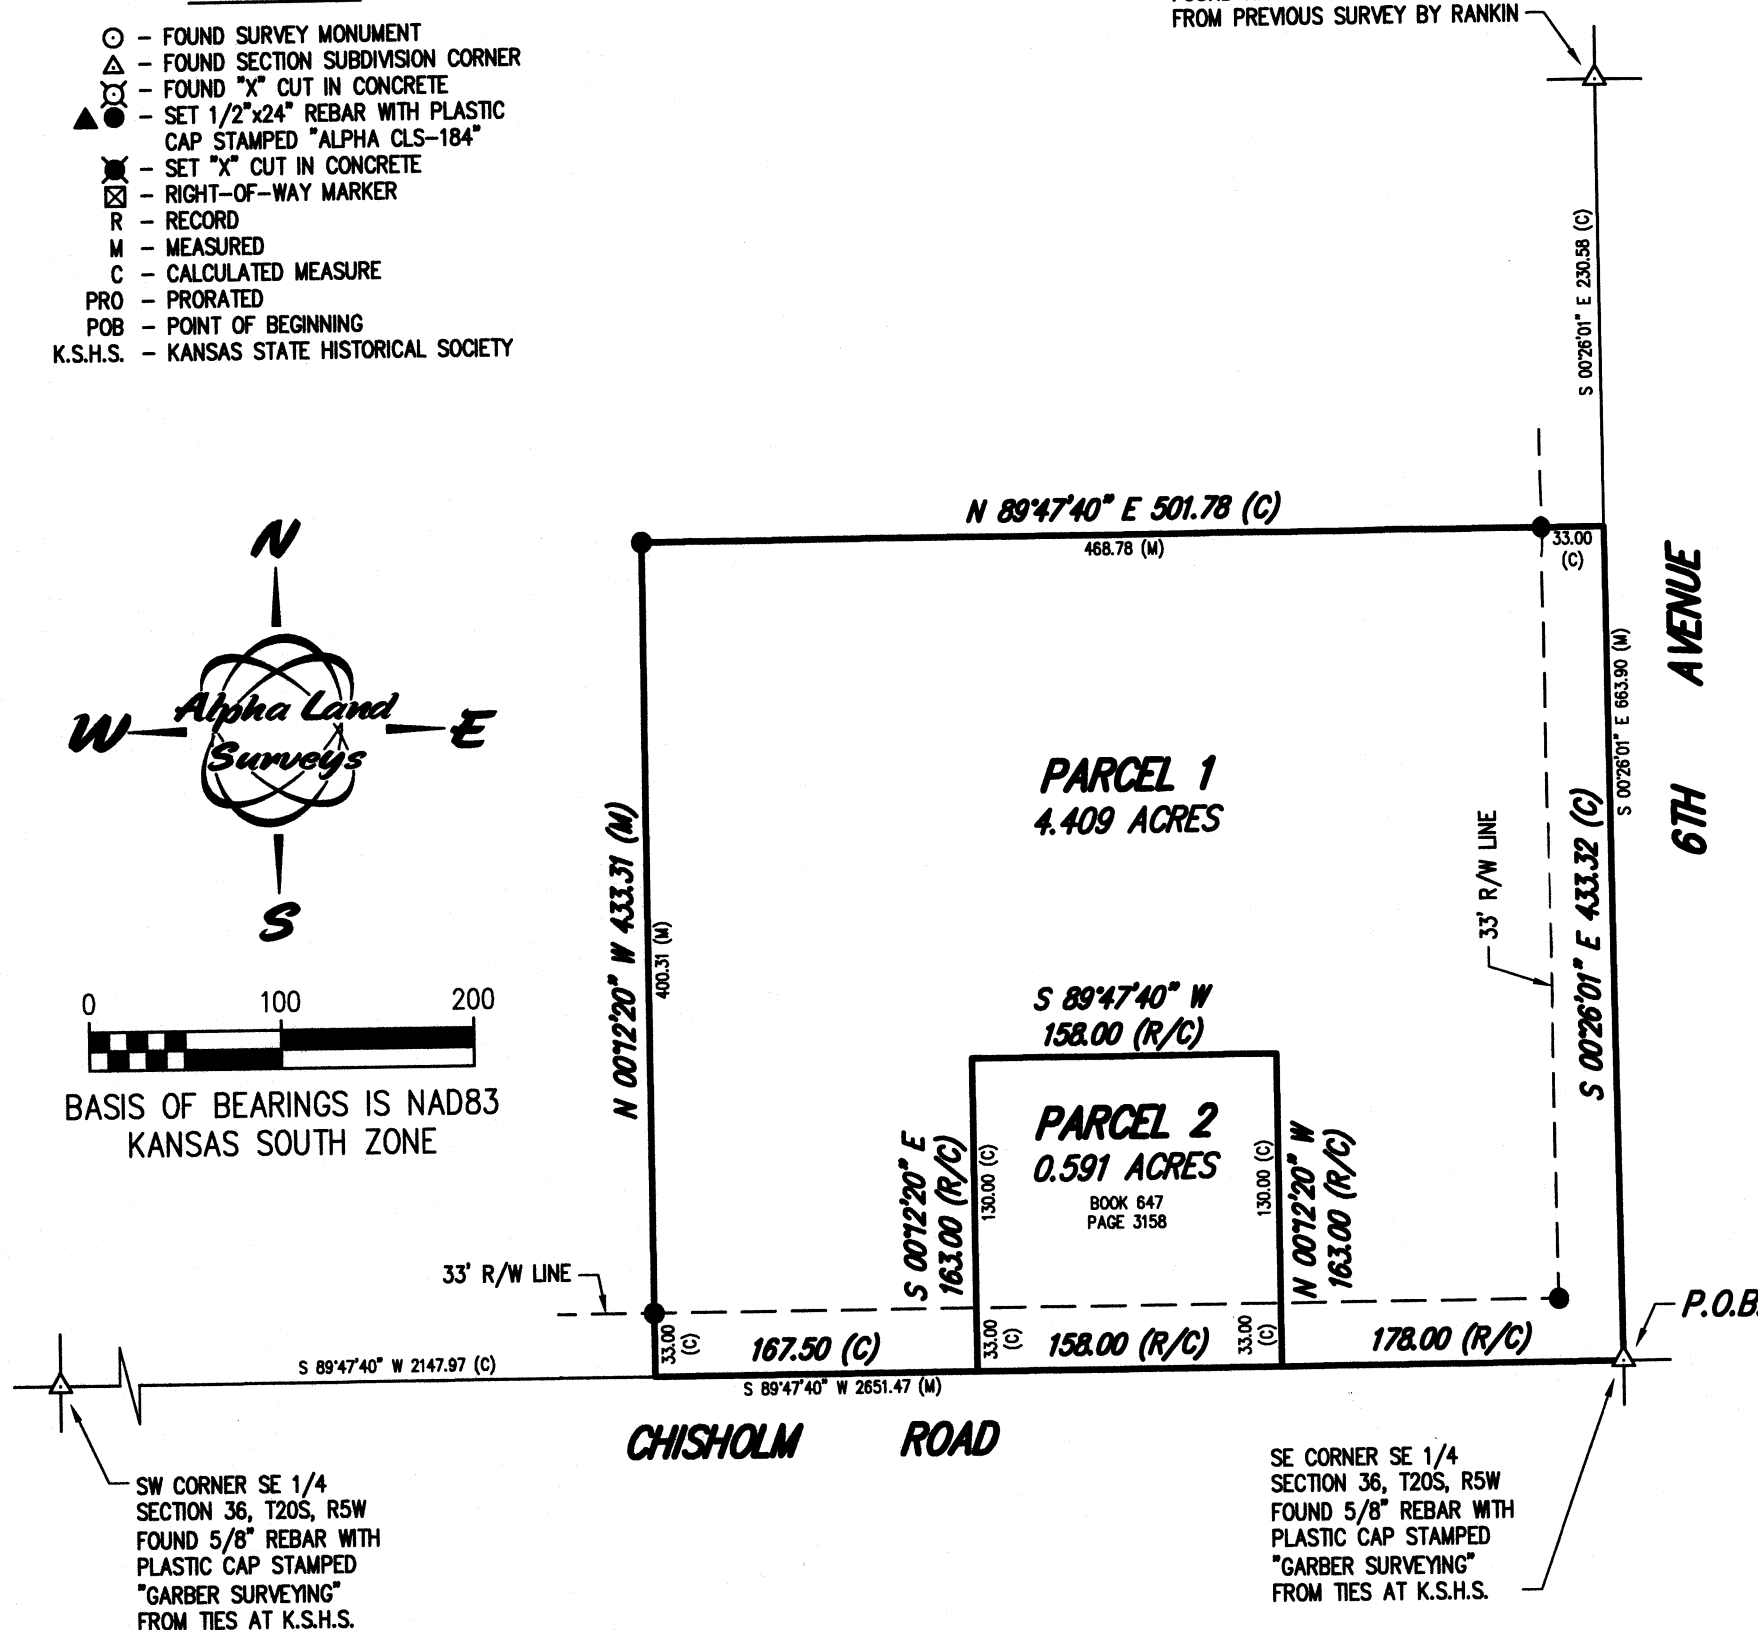 FROM PREVIOUS SURVEY BY RANKIN
⊙ - FOUND SURVEY MONUMENT
△ - FOUND SECTION SUBDIVISION CORNER
- FOUND "X" CUT IN CONCRETE
▲● - SET 1/2"x24" REBAR WITH PLASTIC
CAP STAMPED "ALPHA CLS-184"
- SET "X" CUT IN CONCRETE
- RIGHT-OF-WAY MARKER
R - RECORD
M - MEASURED
C - CALCULATED MEASURE
PRO - PRORATED
POB - POINT OF BEGINNING
K.S.H.S. - KANSAS STATE HISTORICAL SOCIETY
S 00°26'01" E 230.58 (C)
N 89°47'40" E 501.78 (C)
468.78 (M)
33.00
(C)
N
W
E
S
Alpha Land
Surveys
6TH AVENUE
S 00°26'01" E 663.90 (M)
S 00°26'01" E 433.32 (C)
33' R/W LINE
PARCEL 1
4.409 ACRES
N 00°12'20" W 433.31 (M)
400.31 (M)
0 100 200
BASIS OF BEARINGS IS NAD83
KANSAS SOUTH ZONE
S 89°47'40" W
158.00 (R/C)
PARCEL 2
0.591 ACRES
BOOK 647
PAGE 3158
S 00°12'20" E
163.00 (R/C)
130.00 (C)
130.00 (C)
N 00°12'20" W
163.00 (R/C)
33' R/W LINE
P.O.B.
33.00
(C)
167.50 (C)
33.00
(C)
158.00 (R/C)
33.00
(C)
178.00 (R/C)
S 89°47'40" W 2147.97 (C)
S 89°47'40" W 2651.47 (M)
CHISHOLM ROAD
SW CORNER SE 1/4
SECTION 36, T20S, R5W
FOUND 5/8" REBAR WITH
PLASTIC CAP STAMPED
"GARBER SURVEYING"
FROM TIES AT K.S.H.S.
SE CORNER SE 1/4
SECTION 36, T20S, R5W
FOUND 5/8" REBAR WITH
PLASTIC CAP STAMPED
"GARBER SURVEYING"
FROM TIES AT K.S.H.S.